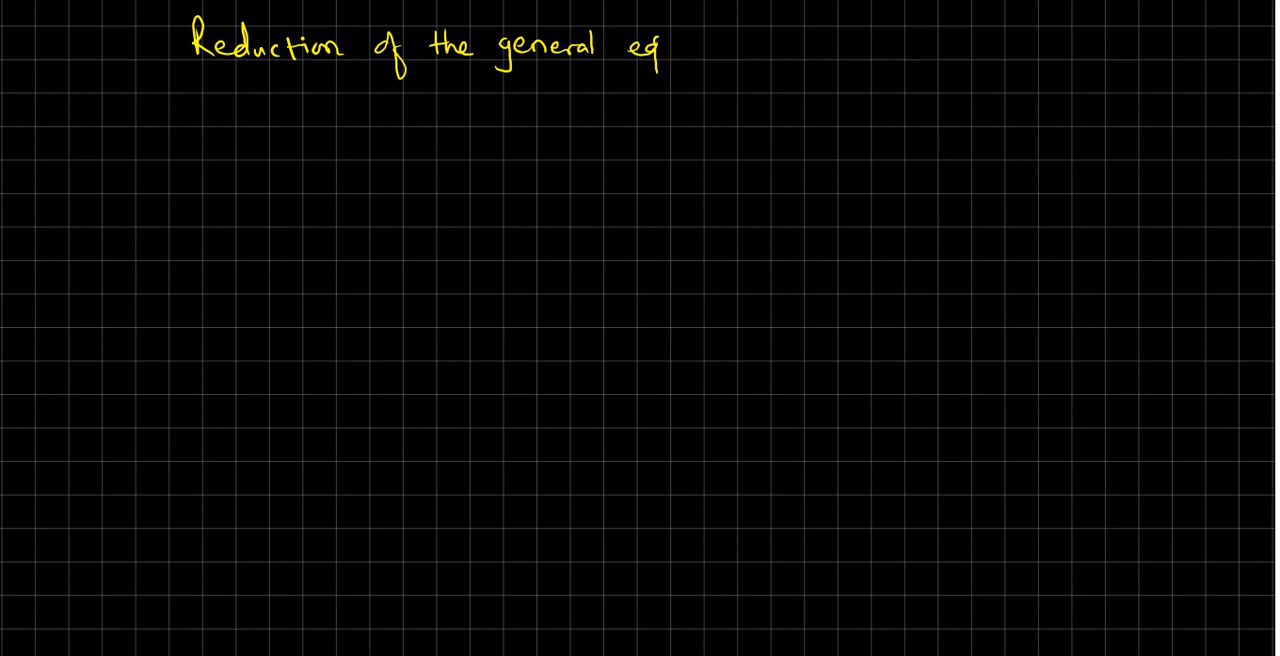 Reduction of the general eq